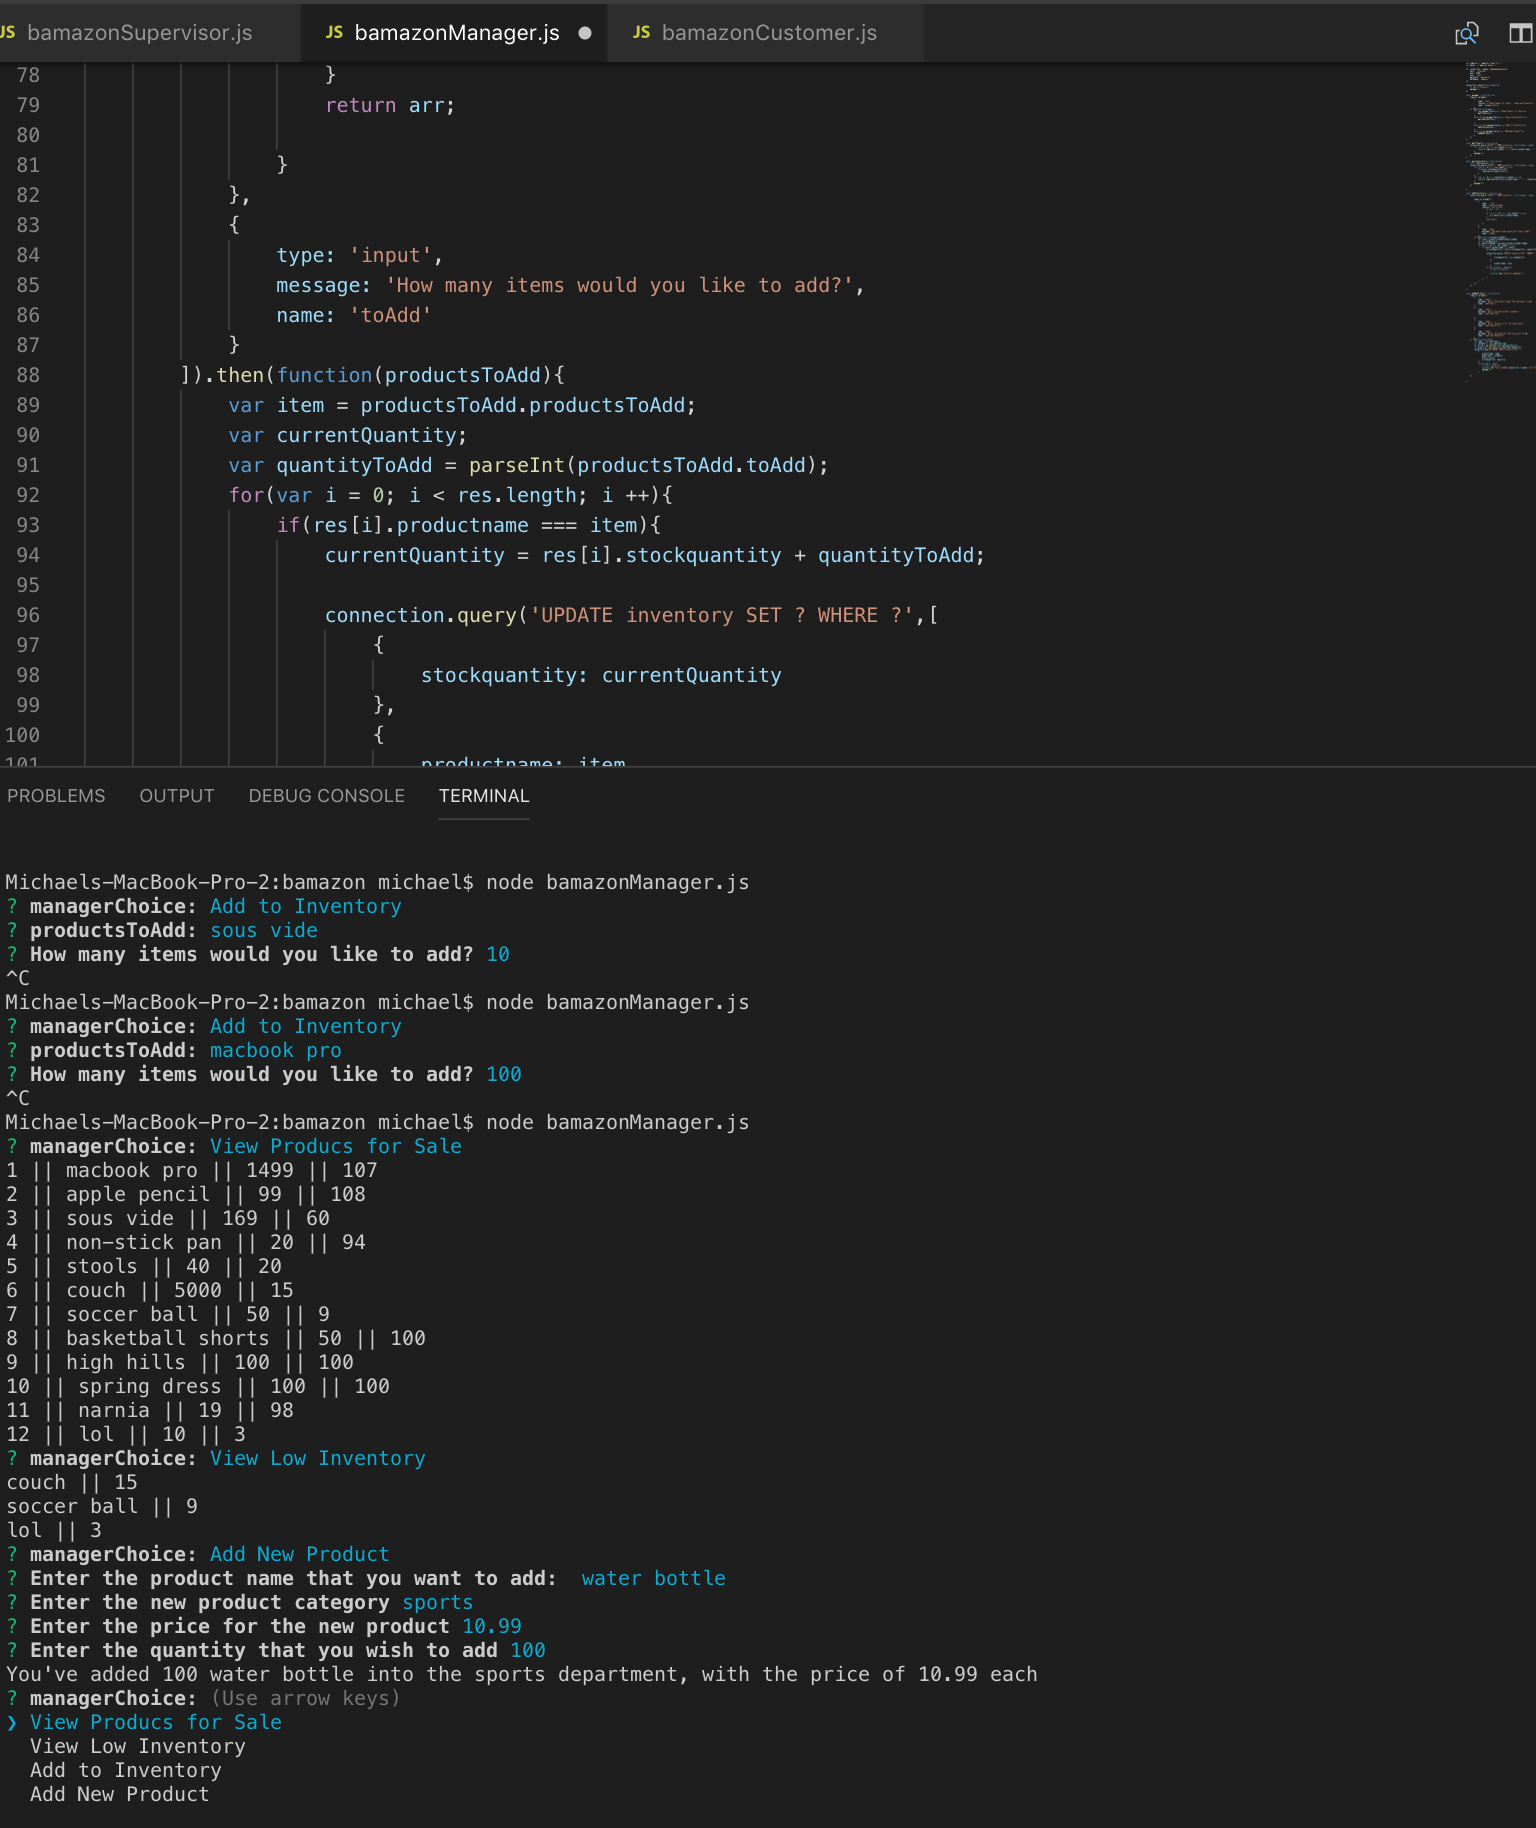 JS bamazonSupervisor.js JS bamazonManager.js JS bamazonCustomer.js
78 }
79 return arr;
80
81 }
82 },
83 {
84 type: 'input',
85 message: 'How many items would you like to add?',
86 name: 'toAdd'
87 }
88 ]).then(function(productsToAdd){
89 var item = productsToAdd.productsToAdd;
90 var currentQuantity;
91 var quantityToAdd = parseInt(productsToAdd.toAdd);
92 for(var i = 0; i < res.length; i ++){
93 if(res[i].productname === item){
94 currentQuantity = res[i].stockquantity + quantityToAdd;
95
96 connection.query('UPDATE inventory SET ? WHERE ?',[
97 {
98 stockquantity: currentQuantity
99 },
100 {
101 productname: item
PROBLEMS OUTPUT DEBUG CONSOLE TERMINAL
Michaels-MacBook-Pro-2:bamazon michael$ node bamazonManager.js
? managerChoice: Add to Inventory
? productsToAdd: sous vide
? How many items would you like to add? 10
^C
Michaels-MacBook-Pro-2:bamazon michael$ node bamazonManager.js
? managerChoice: Add to Inventory
? productsToAdd: macbook pro
? How many items would you like to add? 100
^C
Michaels-MacBook-Pro-2:bamazon michael$ node bamazonManager.js
? managerChoice: View Producs for Sale
1 || macbook pro || 1499 || 107
2 || apple pencil || 99 || 108
3 || sous vide || 169 || 60
4 || non-stick pan || 20 || 94
5 || stools || 40 || 20
6 || couch || 5000 || 15
7 || soccer ball || 50 || 9
8 || basketball shorts || 50 || 100
9 || high hills || 100 || 100
10 || spring dress || 100 || 100
11 || narnia || 19 || 98
12 || lol || 10 || 3
? managerChoice: View Low Inventory
couch || 15
soccer ball || 9
lol || 3
? managerChoice: Add New Product
? Enter the product name that you want to add:  water bottle
? Enter the new product category sports
? Enter the price for the new product 10.99
? Enter the quantity that you wish to add 100
You've added 100 water bottle into the sports department, with the price of 10.99 each
? managerChoice: (Use arrow keys)
❯ View Producs for Sale
View Low Inventory
Add to Inventory
Add New Product